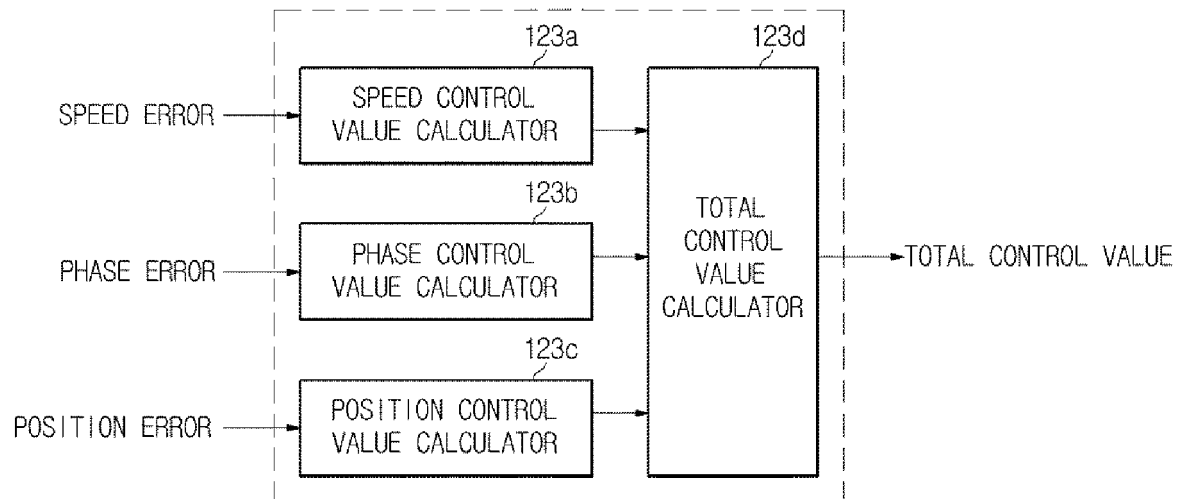 123a
123d
SPEED ERROR
SPEED CONTROL
VALUE CALCULATOR
123b
PHASE ERROR
PHASE CONTROL
VALUE CALCULATOR
TOTAL
CONTROL
VALUE
CALCULATOR
TOTAL CONTROL VALUE
123c
POSITION ERROR
POSITION CONTROL
VALUE CALCULATOR